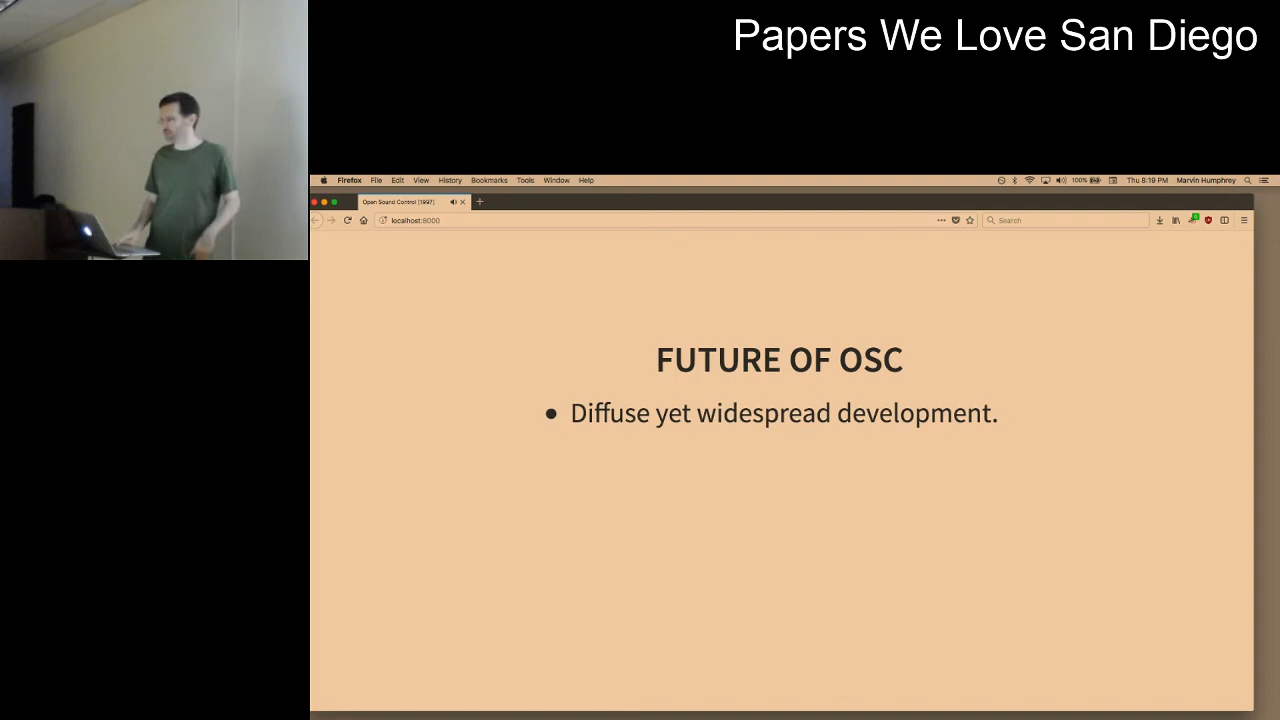 Papers We Love San Diego
Firefox File Edit View History Bookmarks Tools Window Help 100% Thu 8:19 PM Marvin Humphrey
Open Sound Control [1997]
localhost:8000 Search
FUTURE OF OSC
• Diffuse yet widespread development.